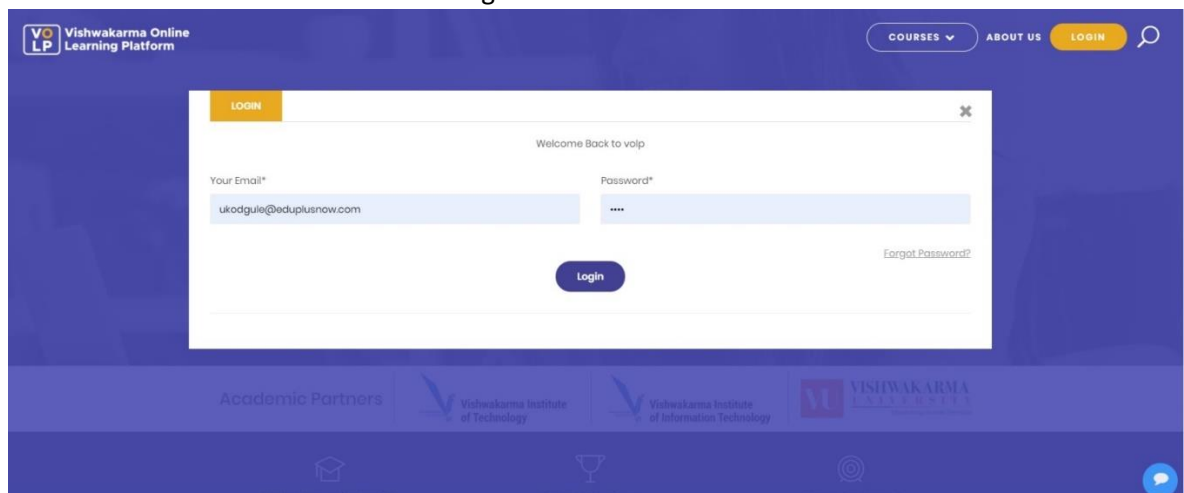 Vishwakarma Online
Learning Platform
VO
LP
COURSES
ABOUT US
LOGIN
LOGIN
Welcome Back to volp
Your Email*
Password*
ukodgule@eduplusnow.com
••••
Forgot Password?
Login
Academic Partners
Vishwakarma Institute
of Technology
Vishwakarma Institute
of Information Technology
VU
VISHWAKARMA
UNIVERSITY